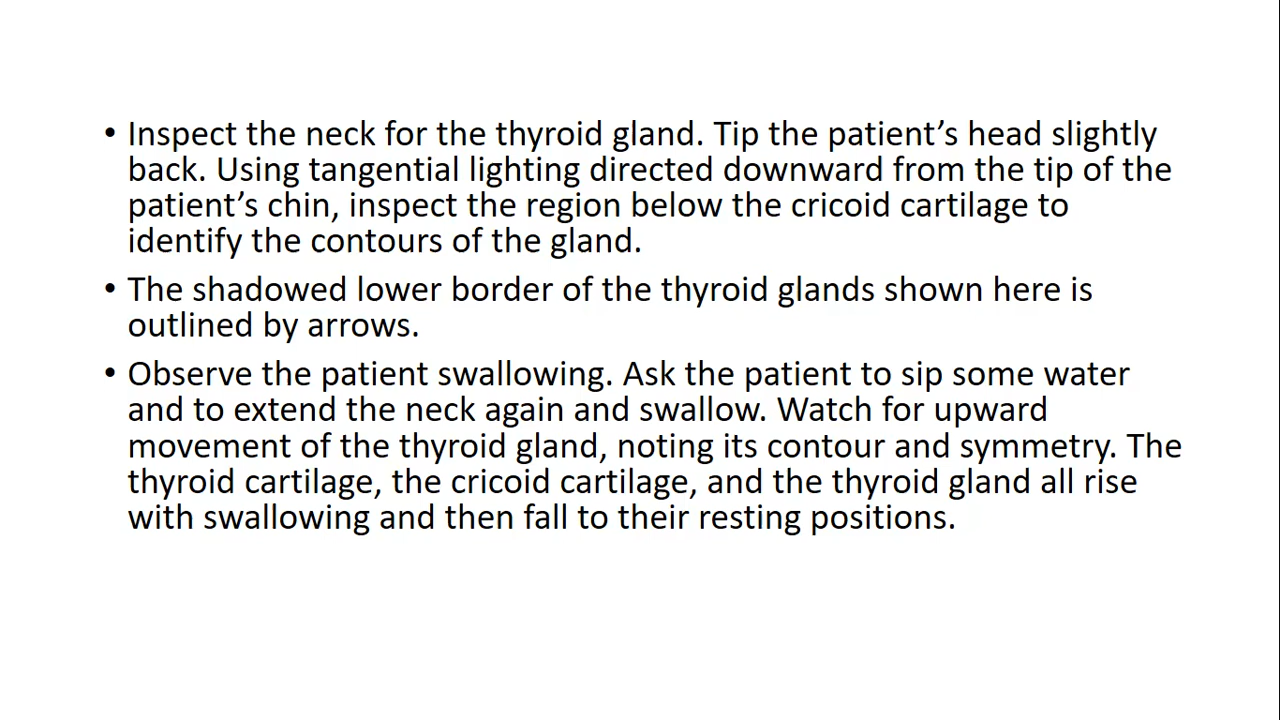 • Inspect the neck for the thyroid gland. Tip the patient’s head slightly
back. Using tangential lighting directed downward from the tip of the
patient’s chin, inspect the region below the cricoid cartilage to
identify the contours of the gland.
• The shadowed lower border of the thyroid glands shown here is
outlined by arrows.
• Observe the patient swallowing. Ask the patient to sip some water
and to extend the neck again and swallow. Watch for upward
movement of the thyroid gland, noting its contour and symmetry. The
thyroid cartilage, the cricoid cartilage, and the thyroid gland all rise
with swallowing and then fall to their resting positions.